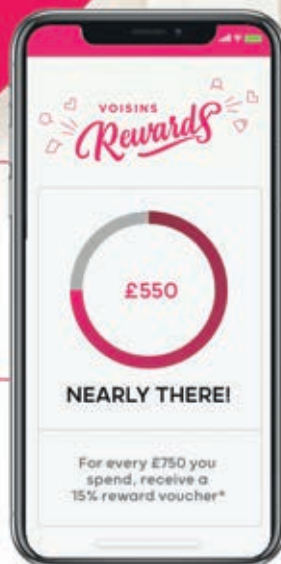 VOISINS
Rewards
£550
NEARLY THERE!
For every £750 you
spend, receive a
15% reward voucher*